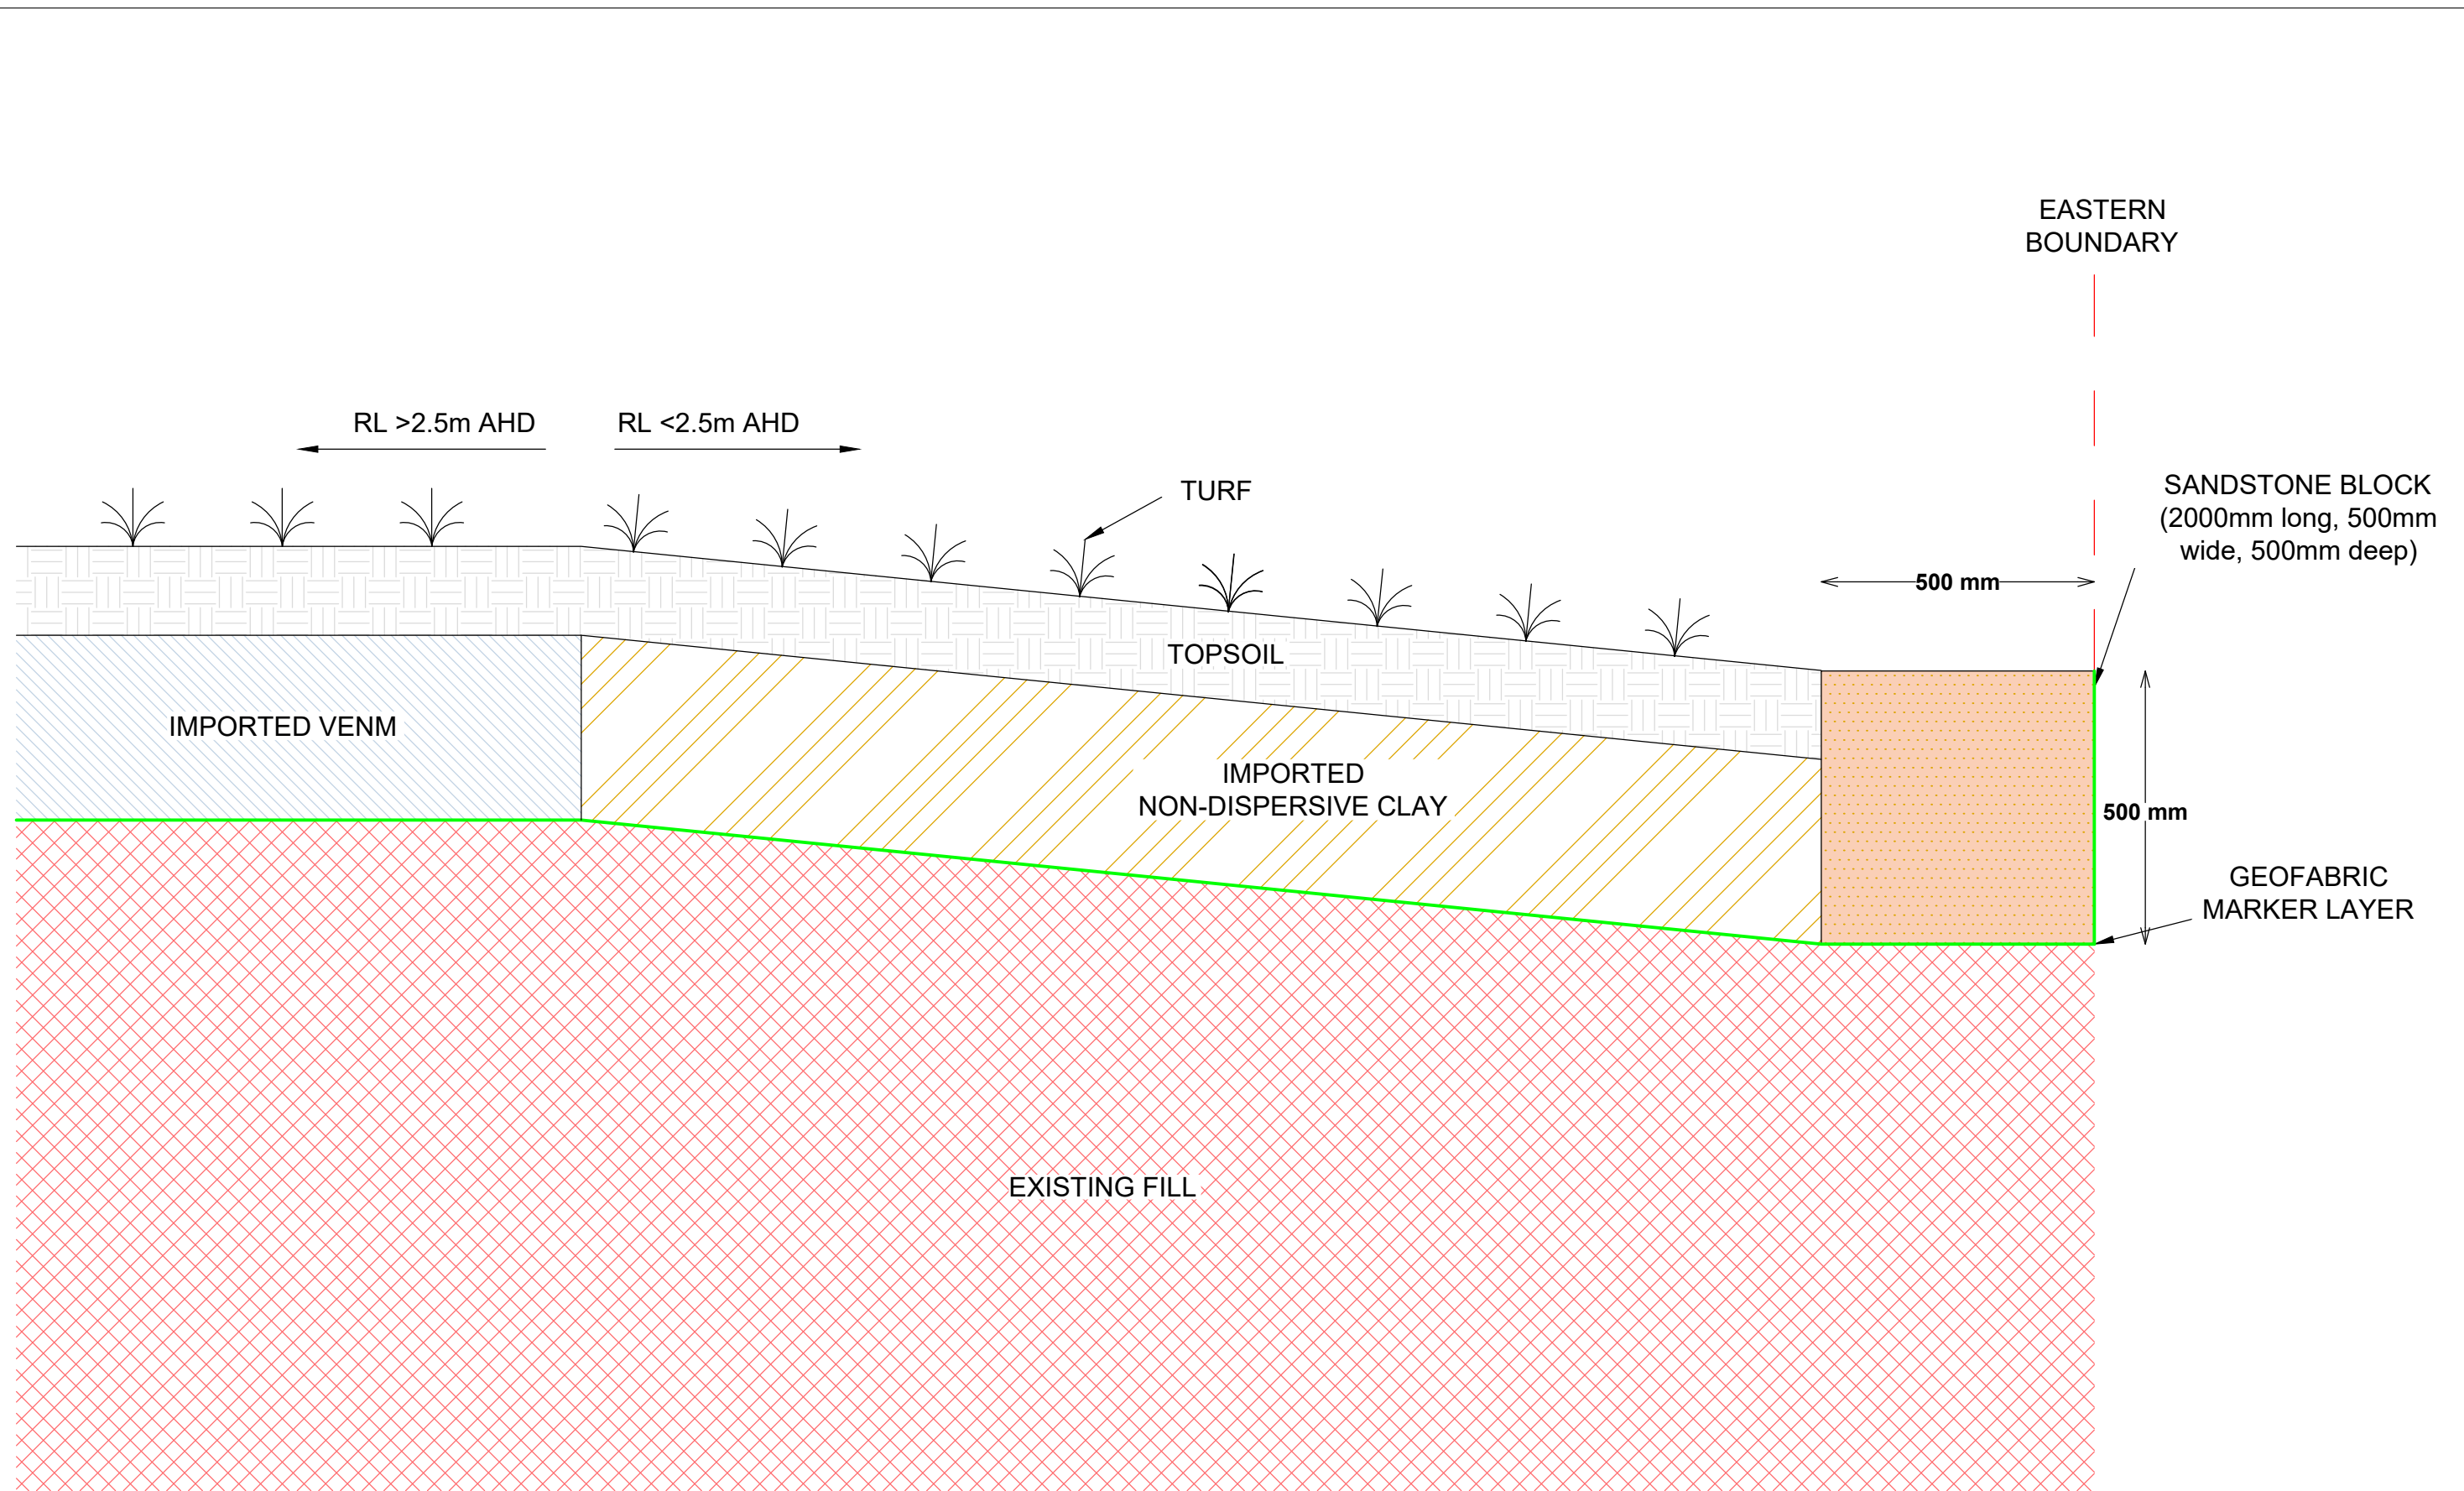 EASTERN
BOUNDARY
RL >2.5m AHD
RL <2.5m AHD
TURF
SANDSTONE BLOCK
(2000mm long, 500mm
wide, 500mm deep)
500 mm
TOPSOIL
IMPORTED VENM
IMPORTED
NON-DISPERSIVE CLAY
500 mm
GEOFABRIC
MARKER LAYER
EXISTING FILL